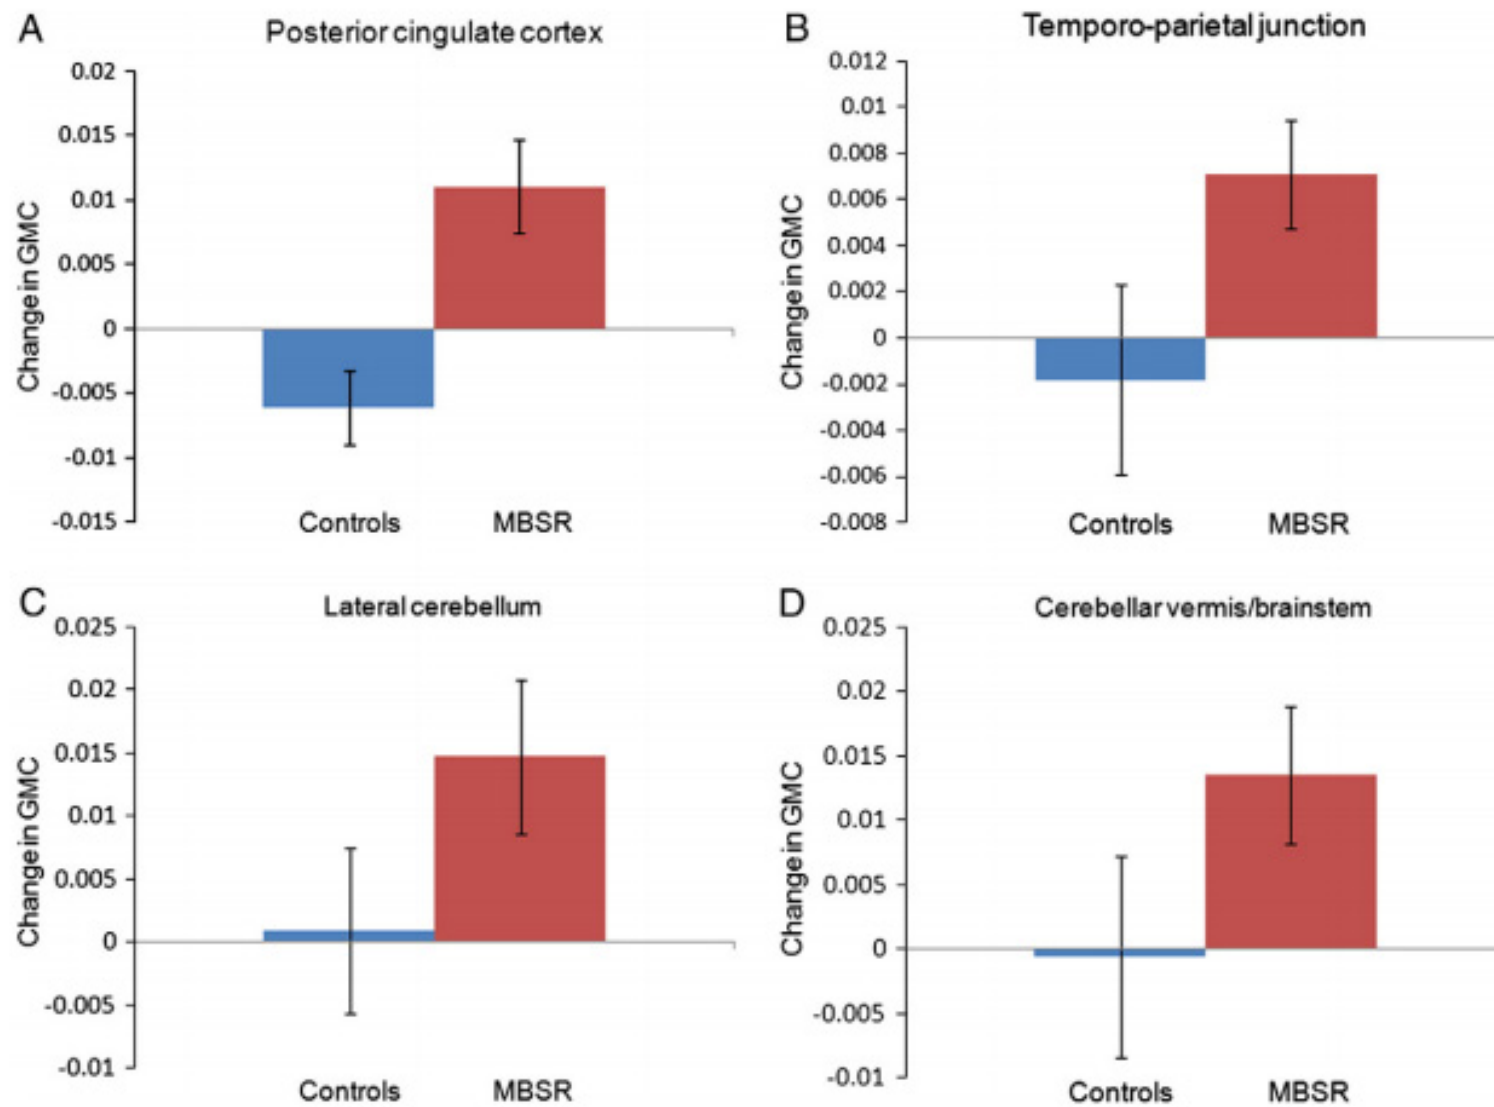 A
Posterior cingulate cortex
0.02
0.015
0.01
0.005
0
-0.005
-0.01
-0.015
Change in GMC
Controls
MBSR
B
Temporo-parietal junction
0.012
0.01
0.008
0.006
0.004
0.002
0
-0.002
-0.004
-0.006
-0.008
Change in GMC
Controls
MBSR
C
Lateral cerebellum
0.025
0.02
0.015
0.01
0.005
0
-0.005
-0.01
Change in GMC
Controls
MBSR
D
Cerebellar vermis/brainstem
0.025
0.02
0.015
0.01
0.005
0
-0.005
-0.01
Change in GMC
Controls
MBSR